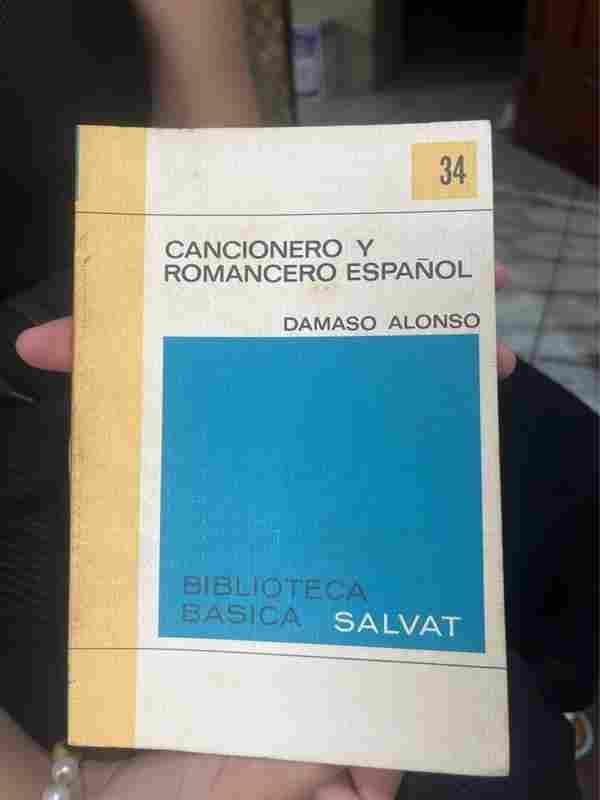 34
CANCIONERO Y
ROMANCERO ESPAÑOL
DAMASO ALONSO
BIBLIOTECA
BASICA SALVAT